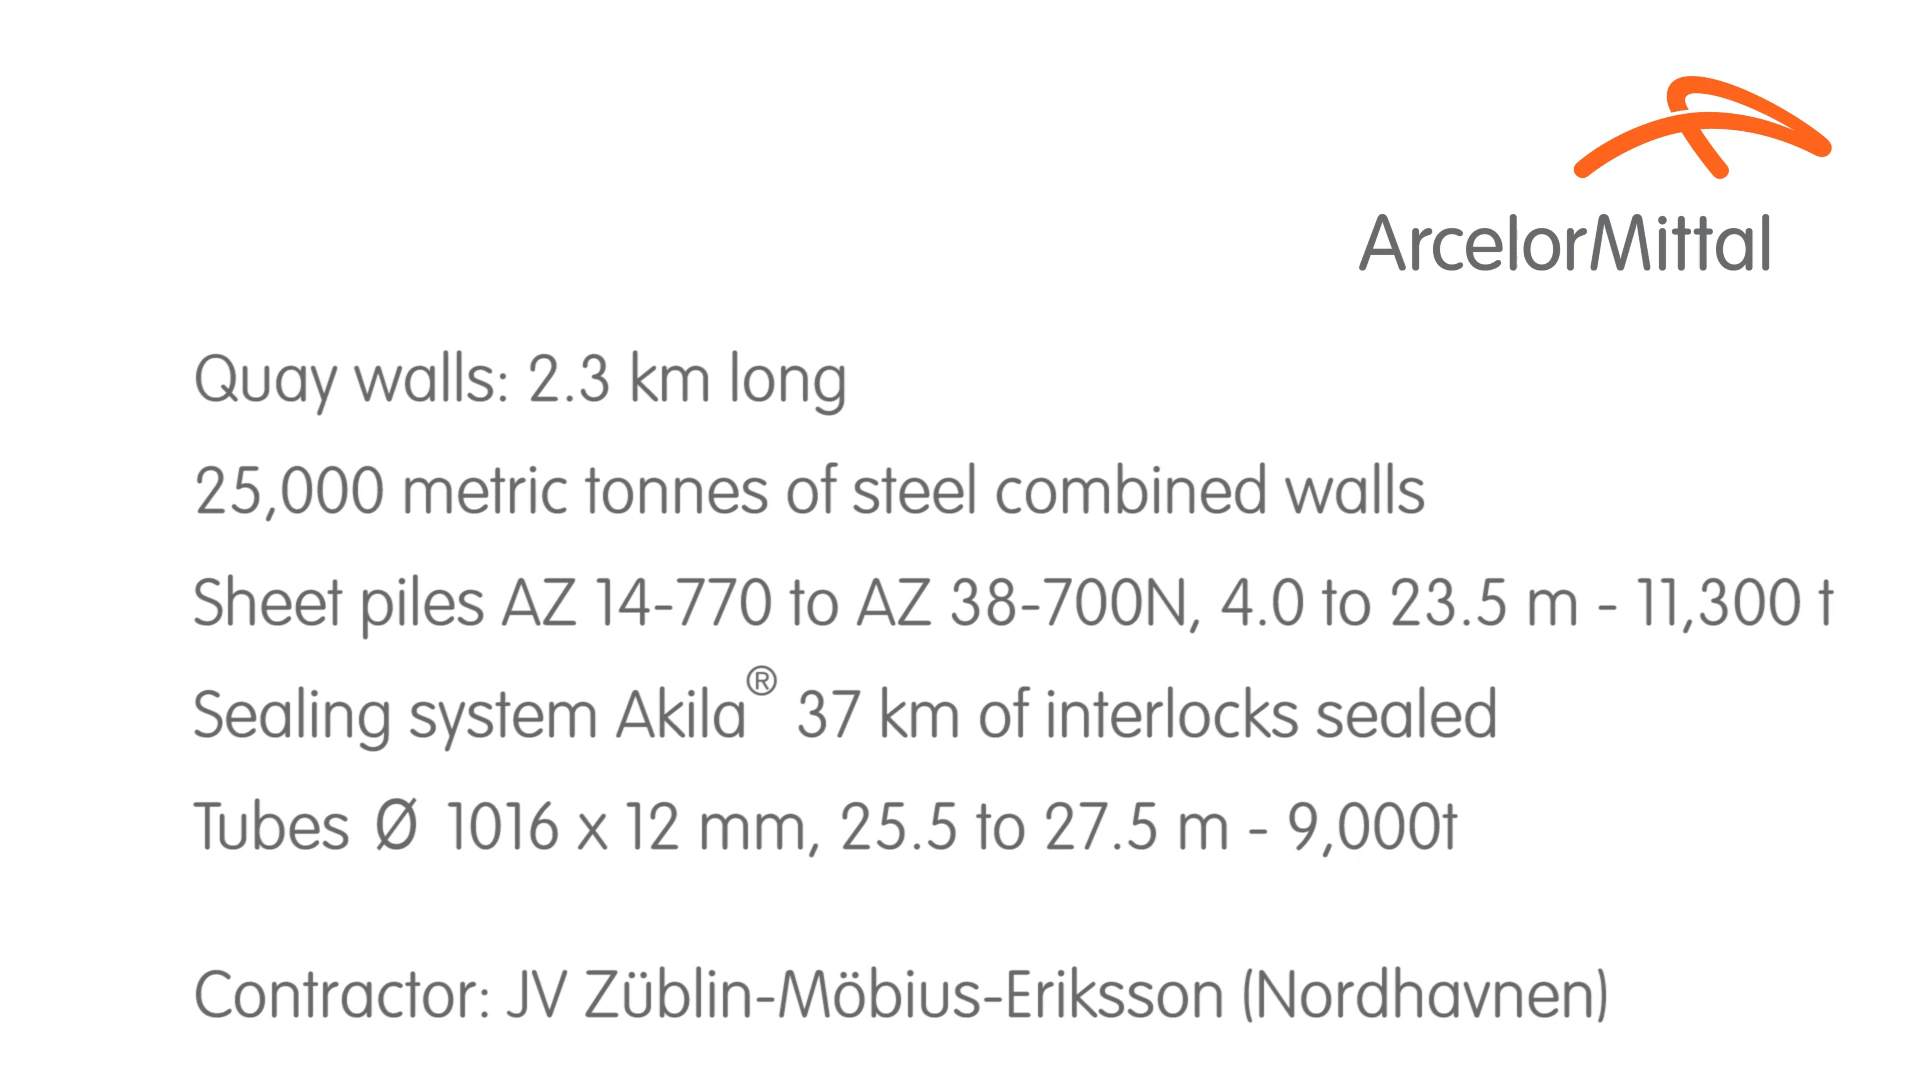 ArcelorMittal
Quay walls: 2.3 km long
25,000 metric tonnes of steel combined walls
Sheet piles AZ 14-770 to AZ 38-700N, 4.0 to 23.5 m - 11,300 t
Sealing system Akila® 37 km of interlocks sealed
Tubes Ø 1016 x 12 mm, 25.5 to 27.5 m - 9,000t
Contractor: JV Züblin-Möbius-Eriksson (Nordhavnen)